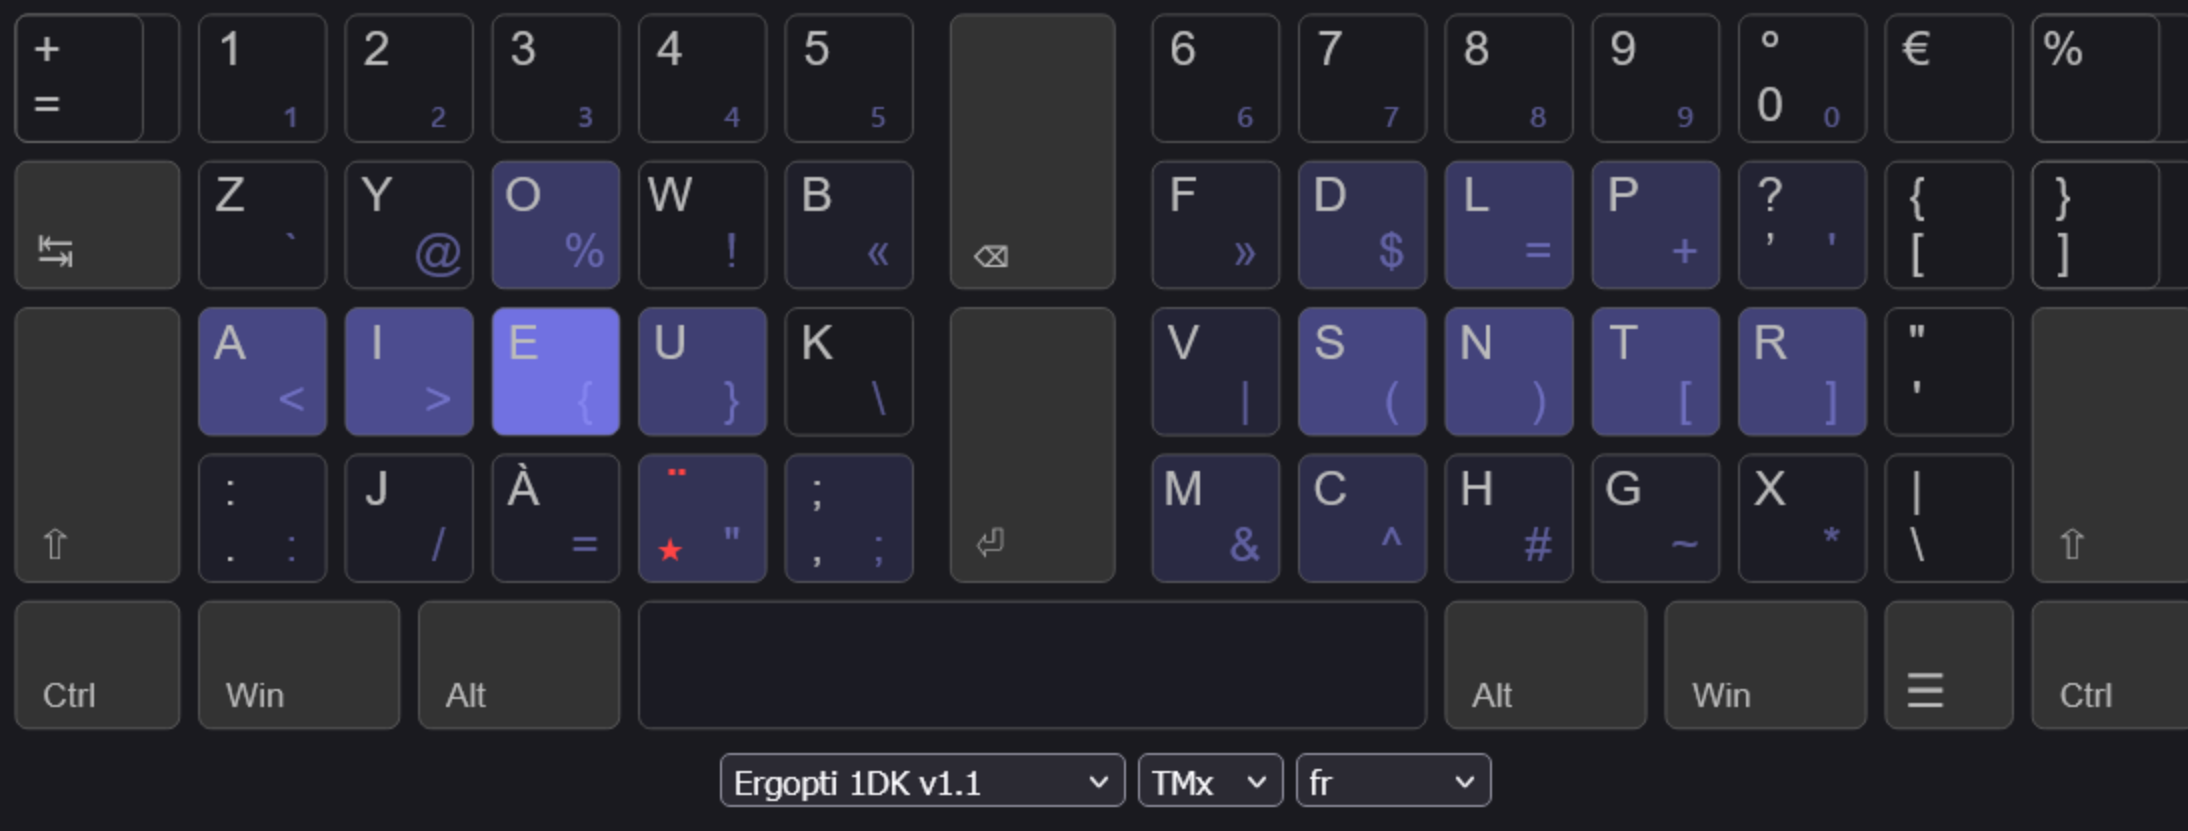 + 1 2 3 4 5 6 7 8 9 ° € %
= 1 2 3 4 5 6 7 8 9 0 0
Z Y O W B F D L P ? { }
` @ % ! « ⌫ » $ = + ’ ' [ ]
A I E U K V S N T R "
< > { } \ | ( ) [ ] '
: J À ¨ ; M C H G X |
. : / = ★ " , ; & ^ # ~ * \
Ctrl Win Alt Alt Win ☰ Ctrl
Ergopti 1DK v1.1 TMx fr